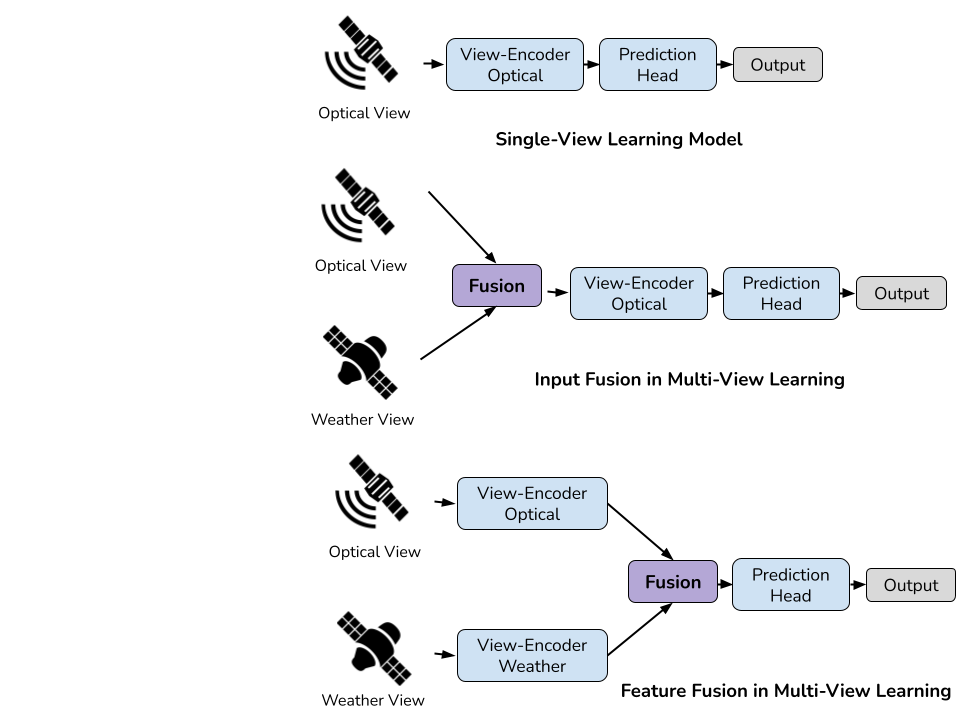 View-Encoder
Optical
Prediction
Head
Output
Optical View
Single-View Learning Model
Optical View
Fusion
View-Encoder
Optical
Prediction
Head
Output
Weather View
Input Fusion in Multi-View Learning
View-Encoder
Optical
Optical View
Fusion
Prediction
Head
Output
View-Encoder
Weather
Weather View
Feature Fusion in Multi-View Learning